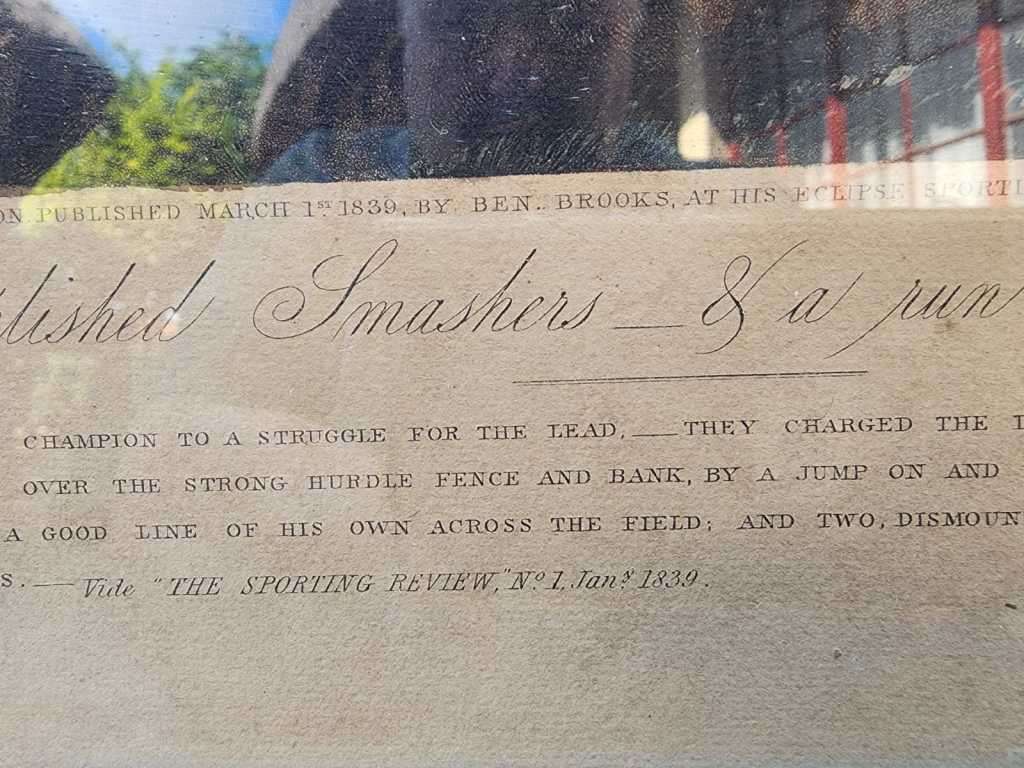 ON PUBLISHED MARCH 1ST 1839, BY BEN. BROOKS, AT HIS ECLIPSE SPORTI
lished Smashers — & a run
CHAMPION TO A STRUGGLE FOR THE LEAD, — THEY CHARGED THE
OVER THE STRONG HURDLE FENCE AND BANK, BY A JUMP ON AND
A GOOD LINE OF HIS OWN ACROSS THE FIELD; AND TWO, DISMOUN
S. — Vide "THE SPORTING REVIEW," No. 1, Jany. 1839.